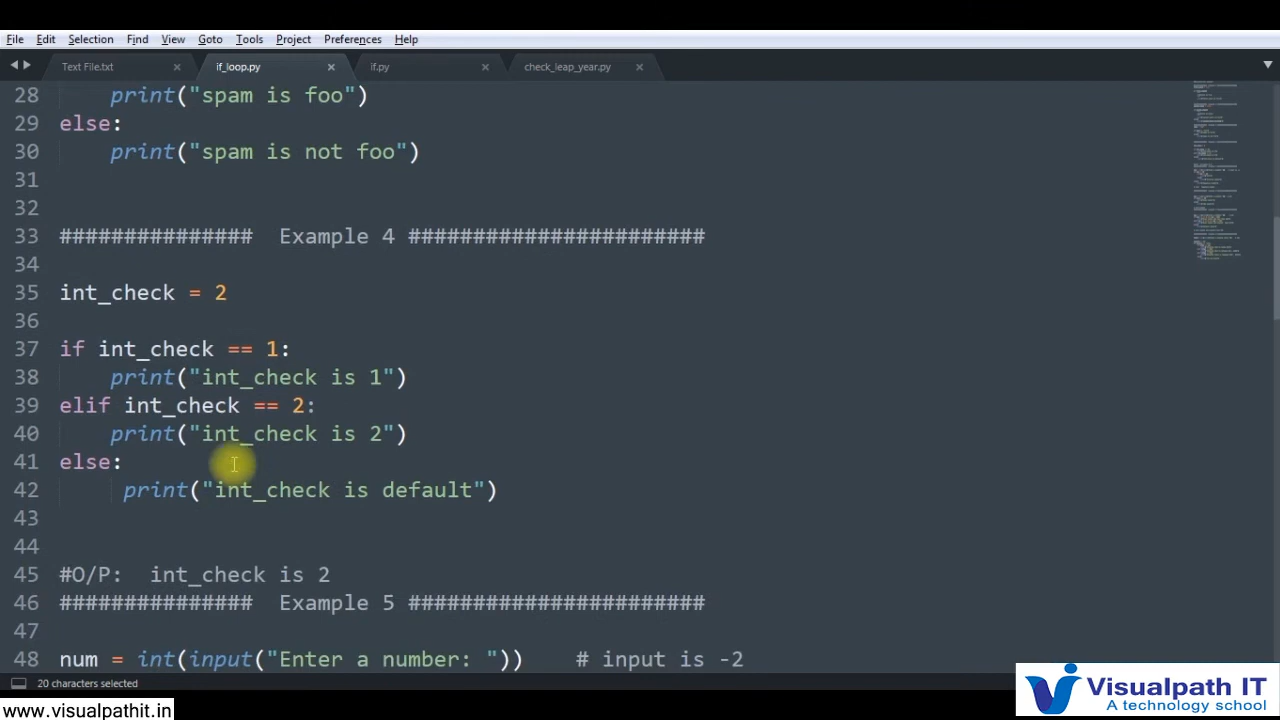 File Edit Selection Find View Goto Tools Project Preferences Help
Text File.txt × if_loop.py × if.py × check_leap_year.py ×
28 print("spam is foo")
29 else:
30 print("spam is not foo")
31
32
33 ############### Example 4 #######################
34
35 int_check = 2
36
37 if int_check == 1:
38 print("int_check is 1")
39 elif int_check == 2:
40 print("int_check is 2")
41 else:
42 print("int_check is default")
43
44
45 #O/P: int_check is 2
46 ############### Example 5 #######################
47
48 num = int(input("Enter a number: ")) # input is -2
20 characters selected
www.visualpathit.in
Visualpath IT
A technology school